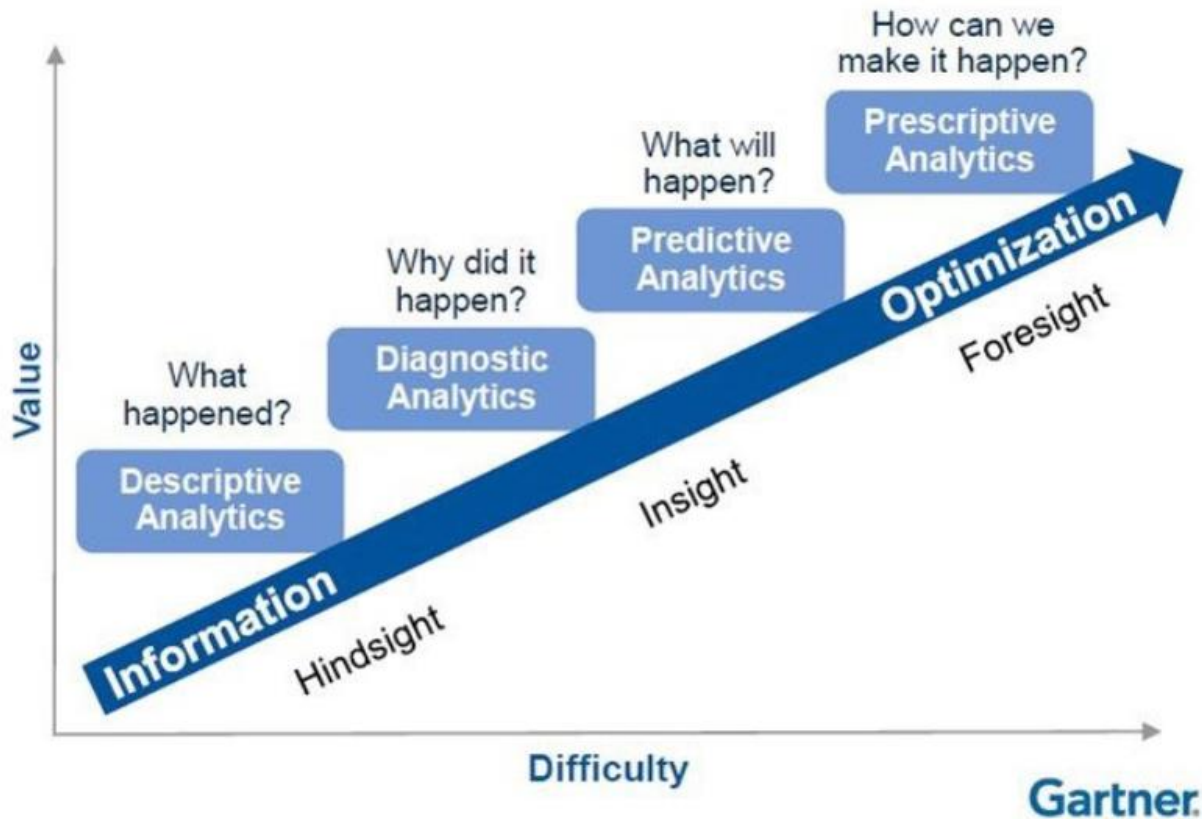 How can we
make it happen?
Prescriptive
Analytics
What will
happen?
Predictive
Analytics
Why did it
happen?
Diagnostic
Analytics
What
happened?
Descriptive
Analytics
Value
Information
Optimization
Hindsight
Insight
Foresight
Difficulty
Gartner.